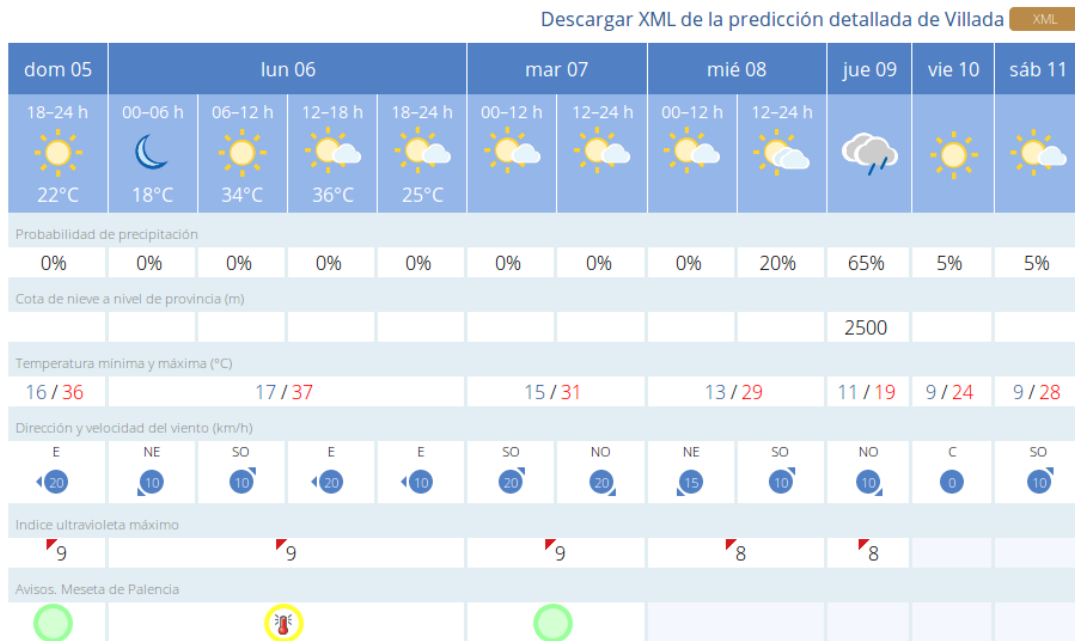 Descargar XML de la predicción detallada de Villada XML
dom 05 lun 06 mar 07 mié 08 jue 09 vie 10 sáb 11
18–24 h 00–06 h 06–12 h 12–18 h 18–24 h 00–12 h 12–24 h 00–12 h 12–24 h
22°C 18°C 34°C 36°C 25°C
Probabilidad de precipitación
0% 0% 0% 0% 0% 0% 0% 0% 20% 65% 5% 5%
Cota de nieve a nivel de provincia (m)
2500
Temperatura mínima y máxima (°C)
16 / 36 17 / 37 15 / 31 13 / 29 11 / 19 9 / 24 9 / 28
Dirección y velocidad del viento (km/h)
E NE SO E E SO NO NE SO NO C SO
20 10 10 20 10 20 20 15 10 10 0 10
Indice ultravioleta máximo
9 9 9 8 8
Avisos. Meseta de Palencia